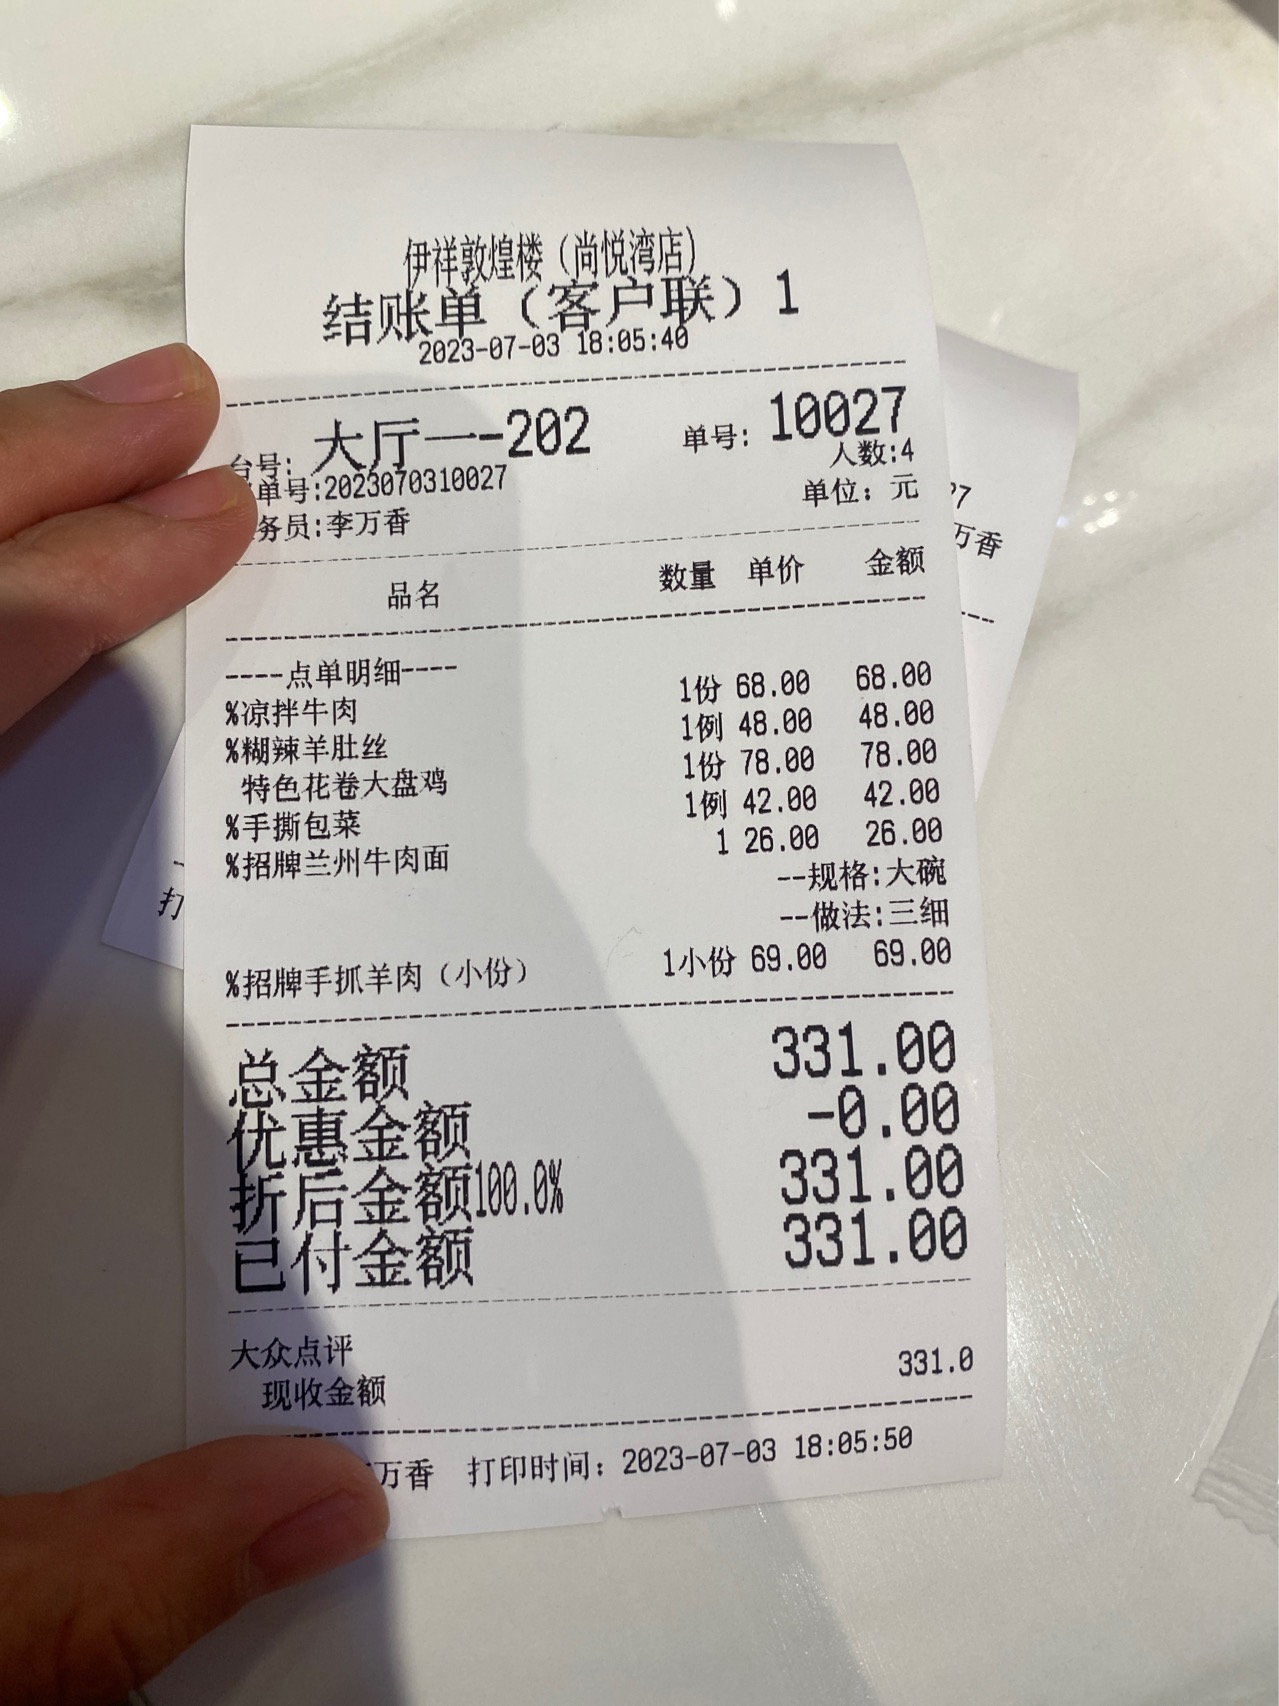 伊祥敦煌楼（尚悦湾店）
结账单（客户联）1
2023-07-03 18:05:40
台号: 大厅一-202 单号: 10027
人数:4
单号:2023070310027
单位: 元
务员:李万香
品名 数量 单价 金额
----点单明细----
%凉拌牛肉 1份 68.00 68.00
%糊辣羊肚丝 1例 48.00 48.00
特色花卷大盘鸡 1份 78.00 78.00
%手撕包菜 1例 42.00 42.00
%招牌兰州牛肉面 1 26.00 26.00
--规格:大碗
--做法:三细
%招牌手抓羊肉（小份） 1小份 69.00 69.00
总金额 331.00
优惠金额 -0.00
折后金额100.0% 331.00
已付金额 331.00
大众点评
现收金额 331.0
万香 打印时间: 2023-07-03 18:05:50
27
万香
打